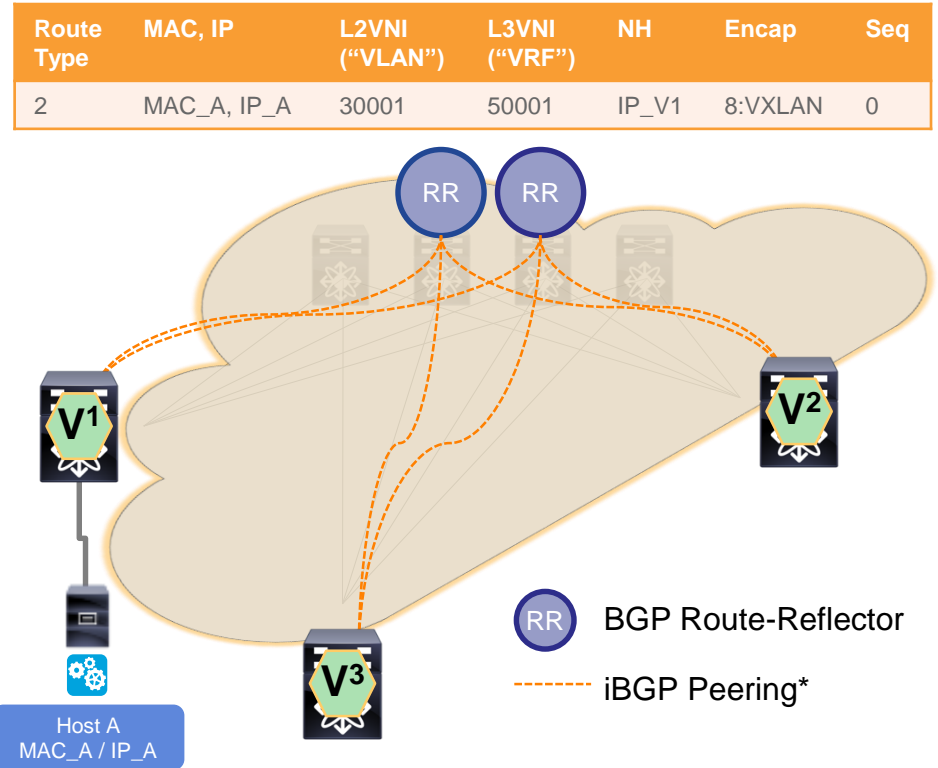 Route Type MAC, IP L2VNI (“VLAN”) L3VNI (“VRF”) NH Encap Seq
2 MAC_A, IP_A 30001 50001 IP_V1 8:VXLAN 0
RR RR
V1
V2
V3
RR BGP Route-Reflector
iBGP Peering*
Host A
MAC_A / IP_A